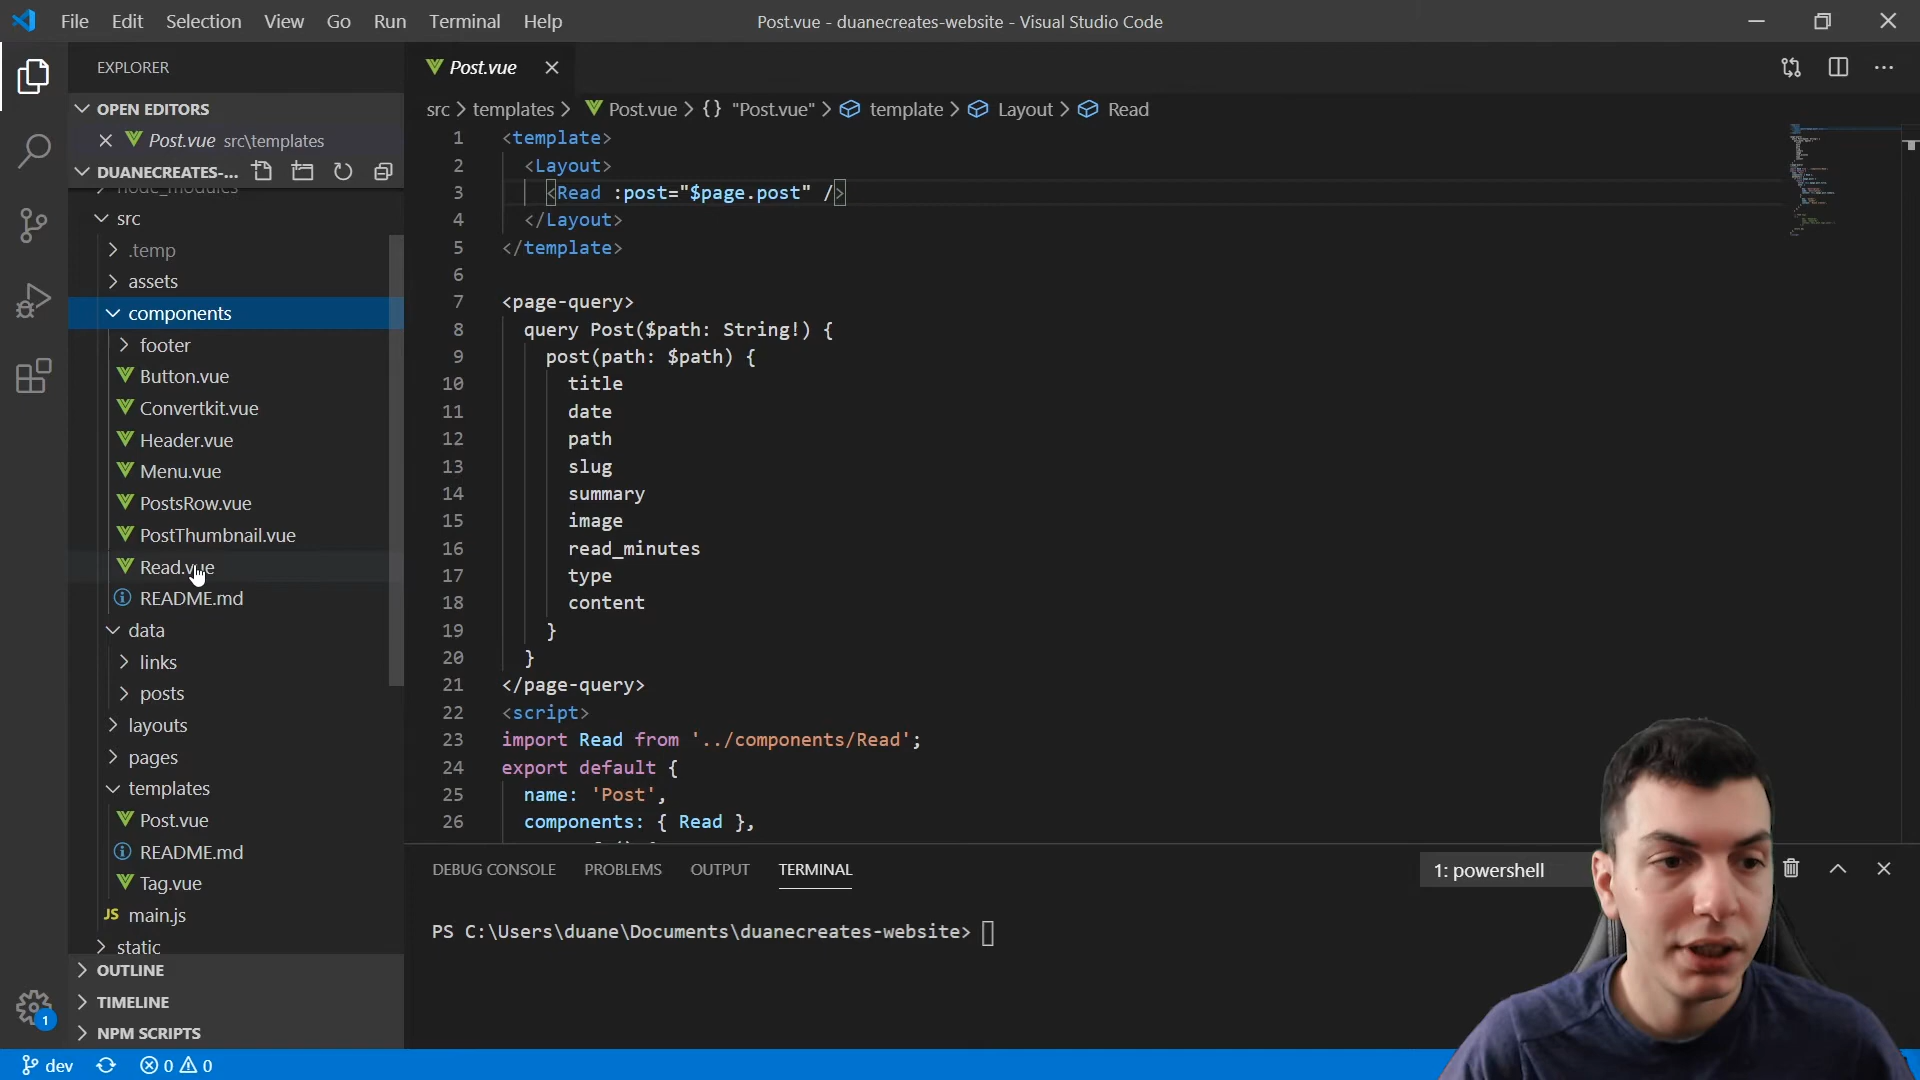 File Edit Selection View Go Run Terminal Help
Post.vue - duanecreates-website - Visual Studio Code
EXPLORER
OPEN EDITORS
Post.vue src\templates
DUANECREATES-...
node_modules
src
.temp
assets
components
footer
Button.vue
Convertkit.vue
Header.vue
Menu.vue
PostsRow.vue
PostThumbnail.vue
Read.vue
README.md
data
links
posts
layouts
pages
templates
Post.vue
README.md
Tag.vue
JS main.js
static
OUTLINE
TIMELINE
NPM SCRIPTS
1
dev
0 0
Post.vue
src > templates > Post.vue > {} "Post.vue" > template > Layout > Read
1 <template>
2 <Layout>
3 <Read :post="$page.post" />
4 </Layout>
5 </template>
6
7 <page-query>
8 query Post($path: String!) {
9 post(path: $path) {
10 title
11 date
12 path
13 slug
14 summary
15 image
16 read_minutes
17 type
18 content
19 }
20 }
21 </page-query>
22 <script>
23 import Read from '../components/Read';
24 export default {
25 name: 'Post',
26 components: { Read },
DEBUG CONSOLE PROBLEMS OUTPUT TERMINAL
1: powershell
PS C:\Users\duane\Documents\duanecreates-website>